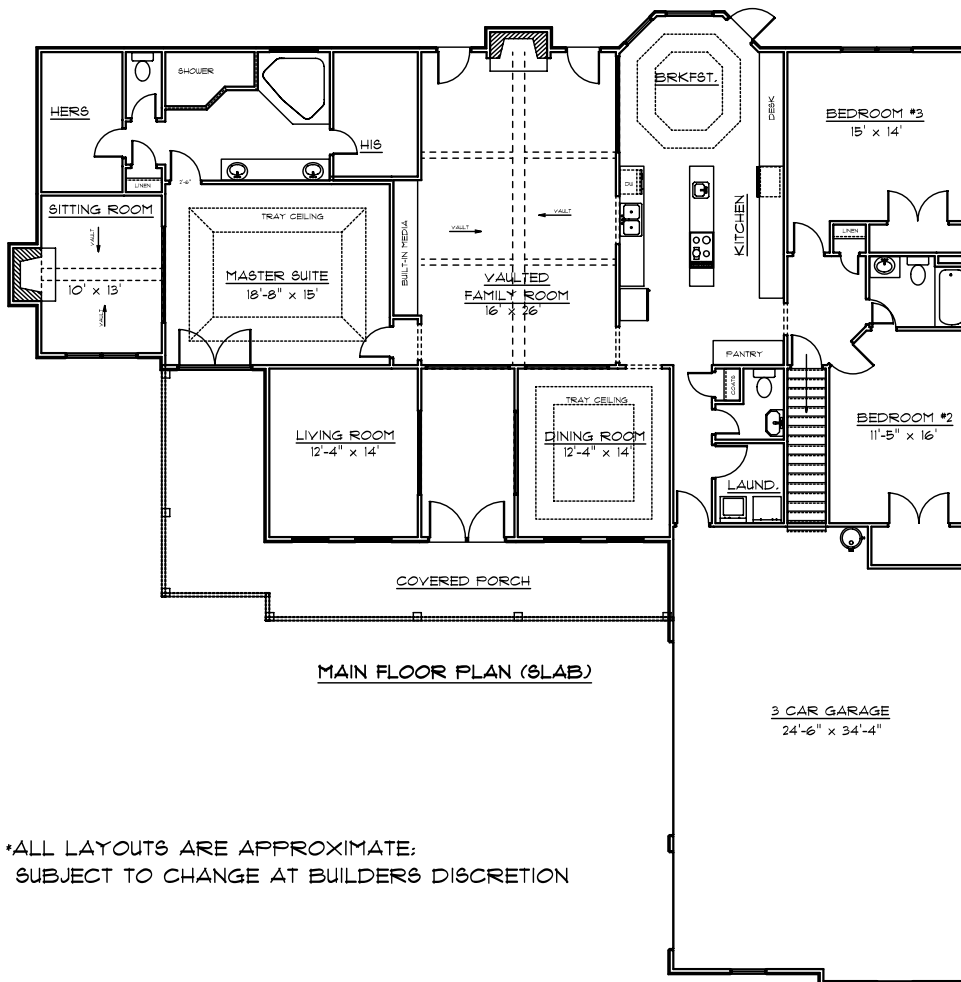 SHOWER
BRKFST.
HERS
DESK
BEDROOM #3
15' x 14'
HIS
LINEN
2'-6"
DW
SITTING ROOM
VAULT
10' x 13'
VAULT
TRAY CEILING
MASTER SUITE
18'-8" x 15'
BUILT-IN MEDIA
VAULT
VAULT
VAULTED
FAMILY ROOM
16' x 26'
KITCHEN
LINEN
PANTRY
COATS
LIVING ROOM
12'-4" x 14'
TRAY CEILING
DINING ROOM
12'-4" x 14'
BEDROOM #2
11'-5" x 16'
LAUND.
COVERED PORCH
MAIN FLOOR PLAN (SLAB)
3 CAR GARAGE
24'-6" x 34'-4"
*ALL LAYOUTS ARE APPROXIMATE;
SUBJECT TO CHANGE AT BUILDERS DISCRETION